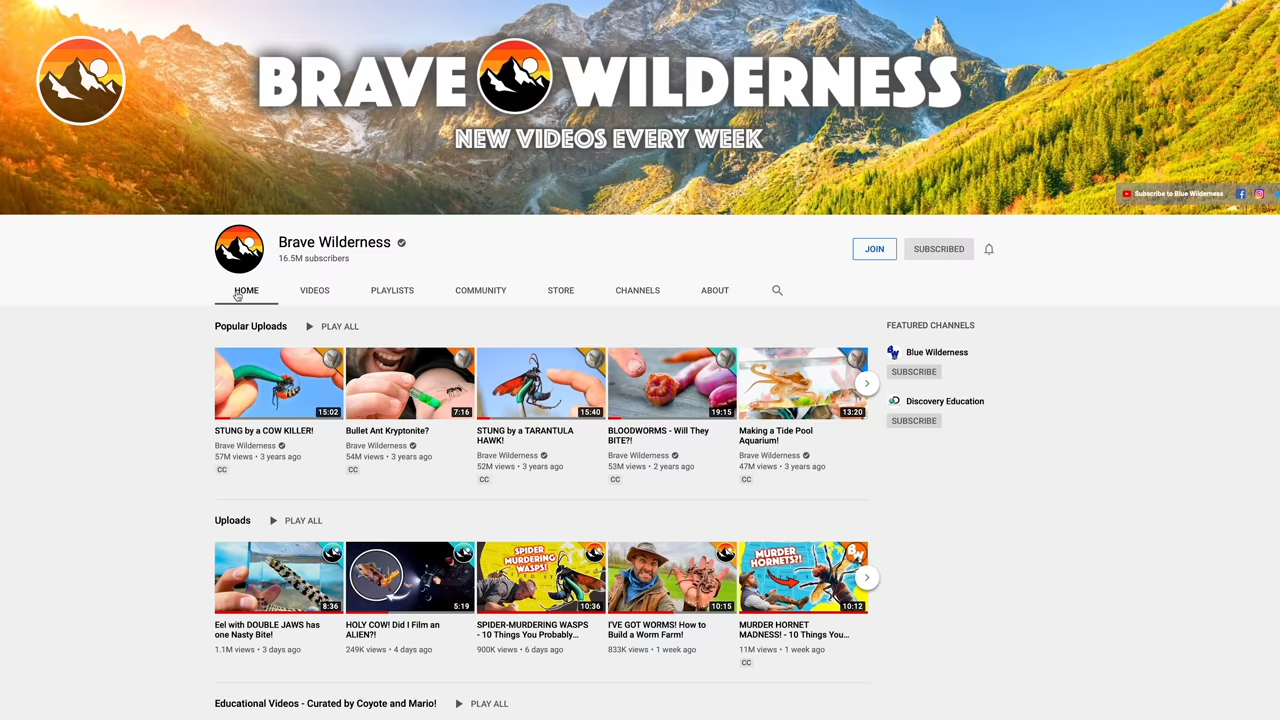 BRAVE WILDERNESS
NEW VIDEOS EVERY WEEK
Subscribe to Blue Wilderness
Brave Wilderness
16.5M subscribers
JOIN
SUBSCRIBED
HOME
VIDEOS
PLAYLISTS
COMMUNITY
STORE
CHANNELS
ABOUT
Popular Uploads
PLAY ALL
FEATURED CHANNELS
Blue Wilderness
SUBSCRIBE
Discovery Education
SUBSCRIBE
15:02
7:16
15:40
19:15
13:20
STUNG by a COW KILLER!
Brave Wilderness
57M views • 3 years ago
CC
Bullet Ant Kryptonite?
Brave Wilderness
54M views • 3 years ago
CC
STUNG by a TARANTULA
HAWK!
Brave Wilderness
52M views • 3 years ago
CC
BLOODWORMS - Will They
BITE?!
Brave Wilderness
53M views • 2 years ago
CC
Making a Tide Pool
Aquarium!
Brave Wilderness
47M views • 3 years ago
CC
Uploads
PLAY ALL
8:36
5:19
SPIDER
MURDERING
WASPS!
10:36
10:15
MURDER
HORNETS?!
BW
10:12
Eel with DOUBLE JAWS has
one Nasty Bite!
1.1M views • 3 days ago
HOLY COW! Did I Film an
ALIEN?!
249K views • 4 days ago
SPIDER-MURDERING WASPS
- 10 Things You Probably...
900K views • 6 days ago
I'VE GOT WORMS! How to
Build a Worm Farm!
833K views • 1 week ago
MURDER HORNET
MADNESS! - 10 Things You...
11M views • 1 week ago
CC
Educational Videos - Curated by Coyote and Mario!
PLAY ALL